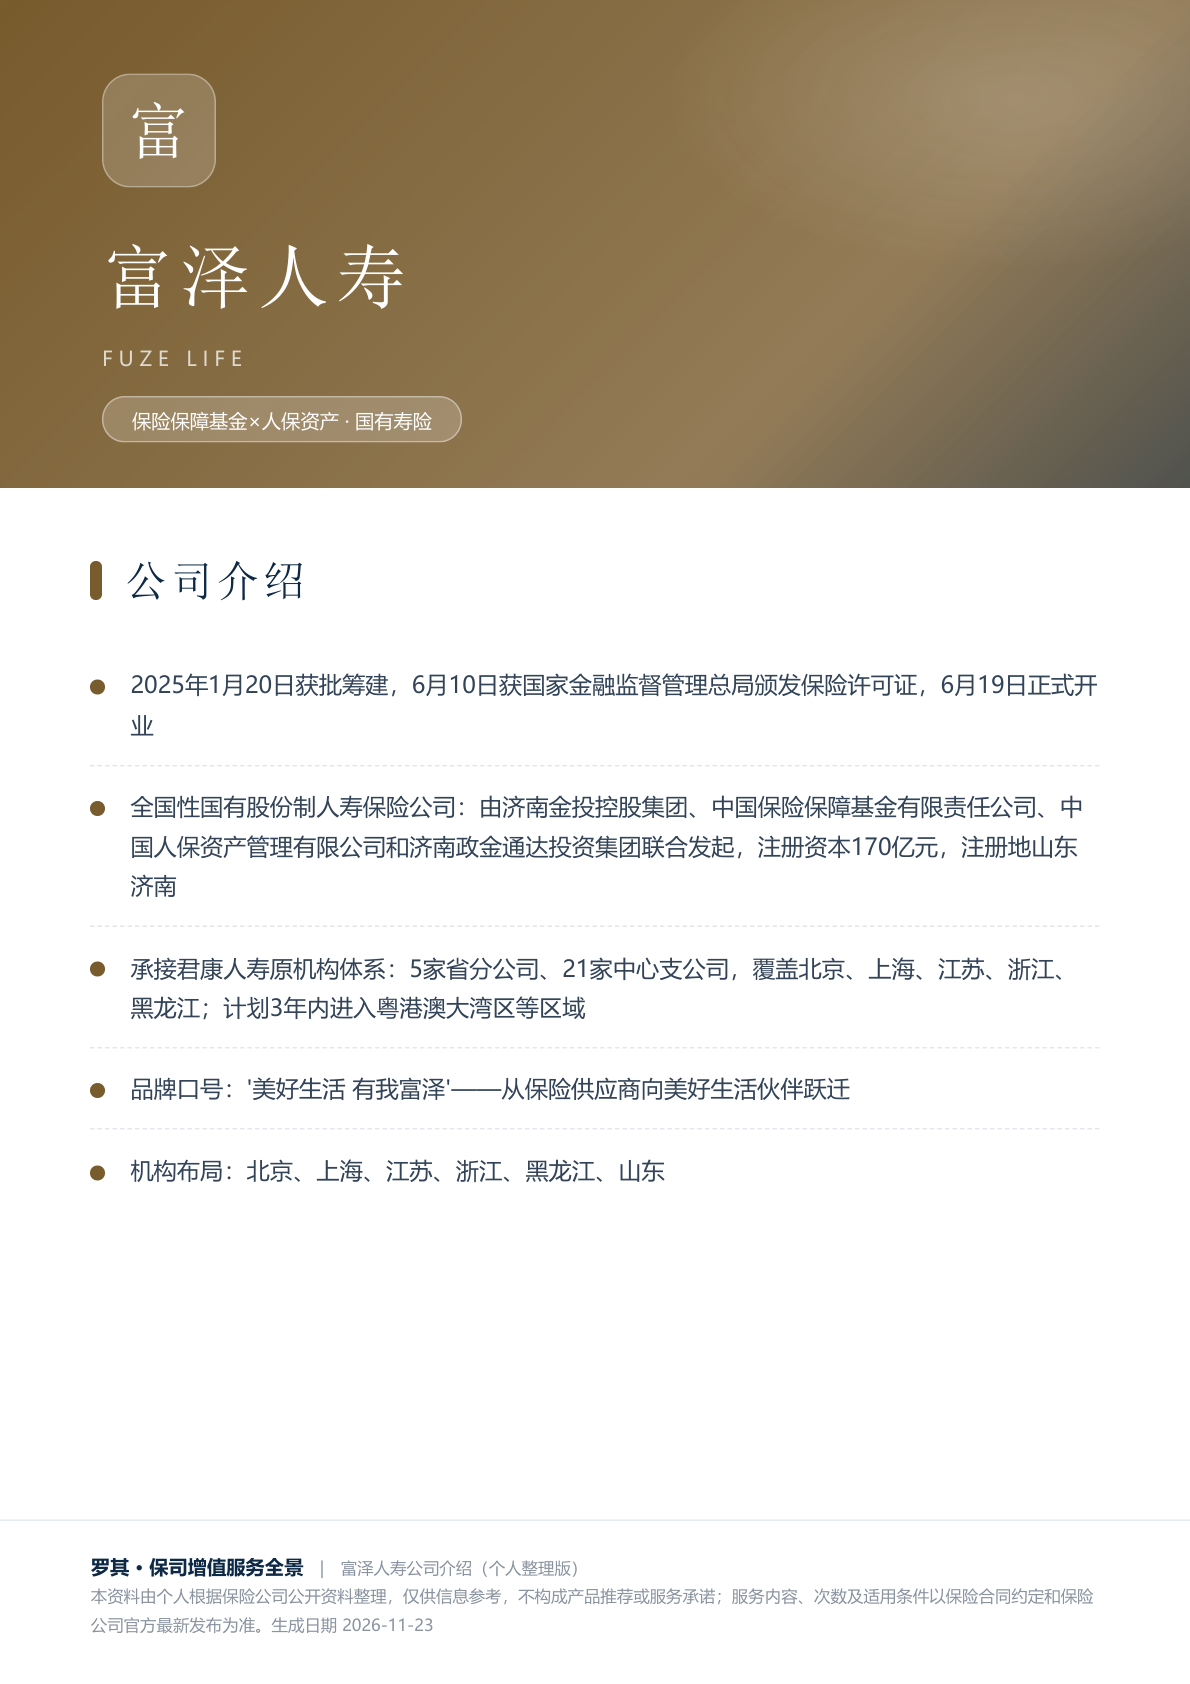 富
富泽人寿
FUZE LIFE
保险保障基金×人保资产 · 国有寿险
公司介绍
2025年1月20日获批筹建，6月10日获国家金融监督管理总局颁发保险许可证，6月19日正式开
业
全国性国有股份制人寿保险公司：由济南金投控股集团、中国保险保障基金有限责任公司、中
国人保资产管理有限公司和济南政金通达投资集团联合发起，注册资本170亿元，注册地山东
济南
承接君康人寿原机构体系：5家省分公司、21家中心支公司，覆盖北京、上海、江苏、浙江、
黑龙江；计划3年内进入粤港澳大湾区等区域
品牌口号：'美好生活 有我富泽'——从保险供应商向美好生活伙伴跃迁
机构布局：北京、上海、江苏、浙江、黑龙江、山东
罗其 · 保司增值服务全景 ｜ 富泽人寿公司介绍（个人整理版）
本资料由个人根据保险公司公开资料整理，仅供信息参考，不构成产品推荐或服务承诺；服务内容、次数及适用条件以保险合同约定和保险
公司官方最新发布为准。生成日期 2026-11-23